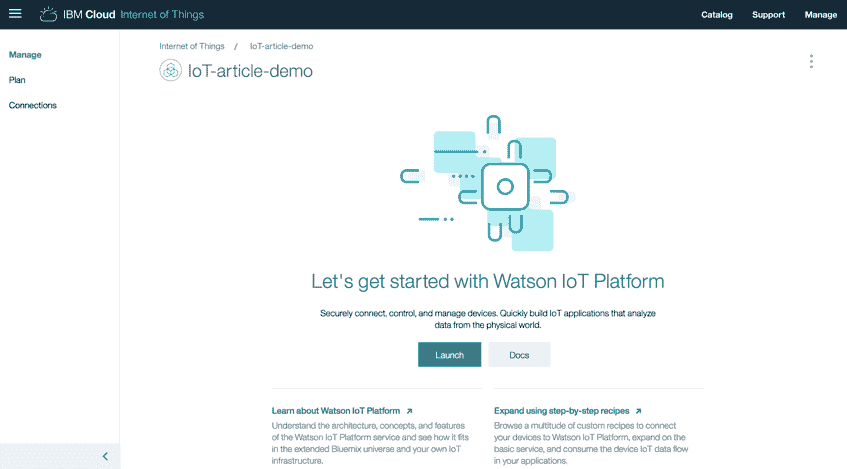 IBM Cloud Internet of Things
Catalog Support Manage
Manage
Plan
Connections
Internet of Things / IoT-article-demo
IoT-article-demo
Let's get started with Watson IoT Platform
Securely connect, control, and manage devices. Quickly build IoT applications that analyze
data from the physical world.
Launch Docs
Learn about Watson IoT Platform
Understand the architecture, concepts, and features
of the Watson IoT Platform service and see how it fits
in the extended Bluemix universe and your own IoT
infrastructure.
Expand using step-by-step recipes
Browse a multitude of custom recipes to connect
your devices to Watson IoT Platform, expand on the
basic service, and consume the device IoT data flow
in your applications.